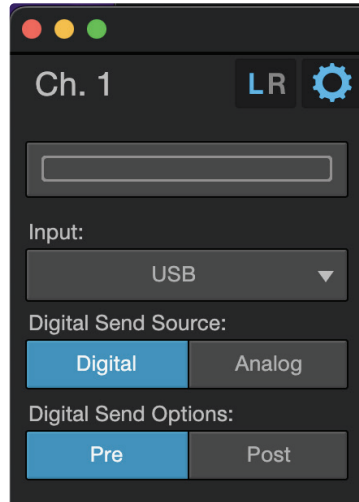 Ch. 1 LR
Input:
USB
Digital Send Source:
Digital Analog
Digital Send Options:
Pre Post